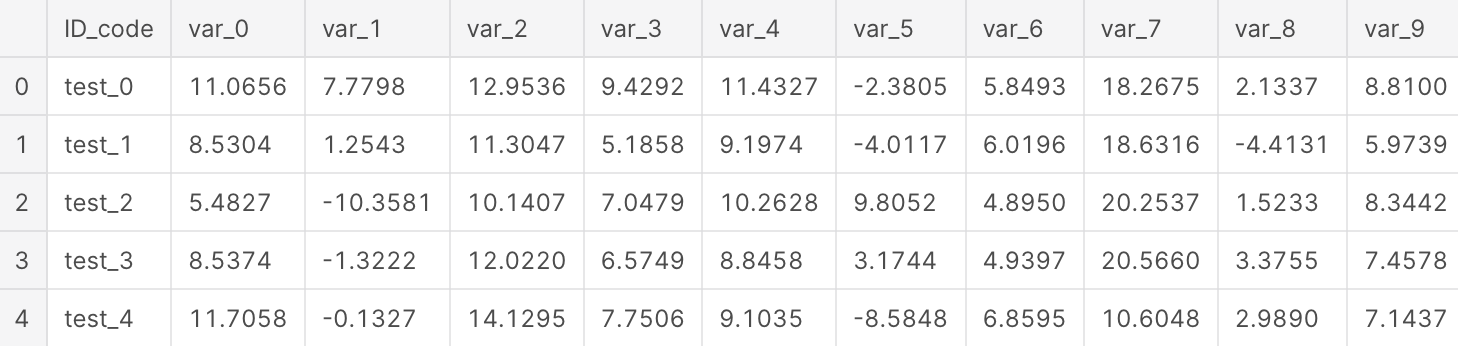 ID_code var_0 var_1 var_2 var_3 var_4 var_5 var_6 var_7 var_8 var_9
0 test_0 11.0656 7.7798 12.9536 9.4292 11.4327 -2.3805 5.8493 18.2675 2.1337 8.8100
1 test_1 8.5304 1.2543 11.3047 5.1858 9.1974 -4.0117 6.0196 18.6316 -4.4131 5.9739
2 test_2 5.4827 -10.3581 10.1407 7.0479 10.2628 9.8052 4.8950 20.2537 1.5233 8.3442
3 test_3 8.5374 -1.3222 12.0220 6.5749 8.8458 3.1744 4.9397 20.5660 3.3755 7.4578
4 test_4 11.7058 -0.1327 14.1295 7.7506 9.1035 -8.5848 6.8595 10.6048 2.9890 7.1437